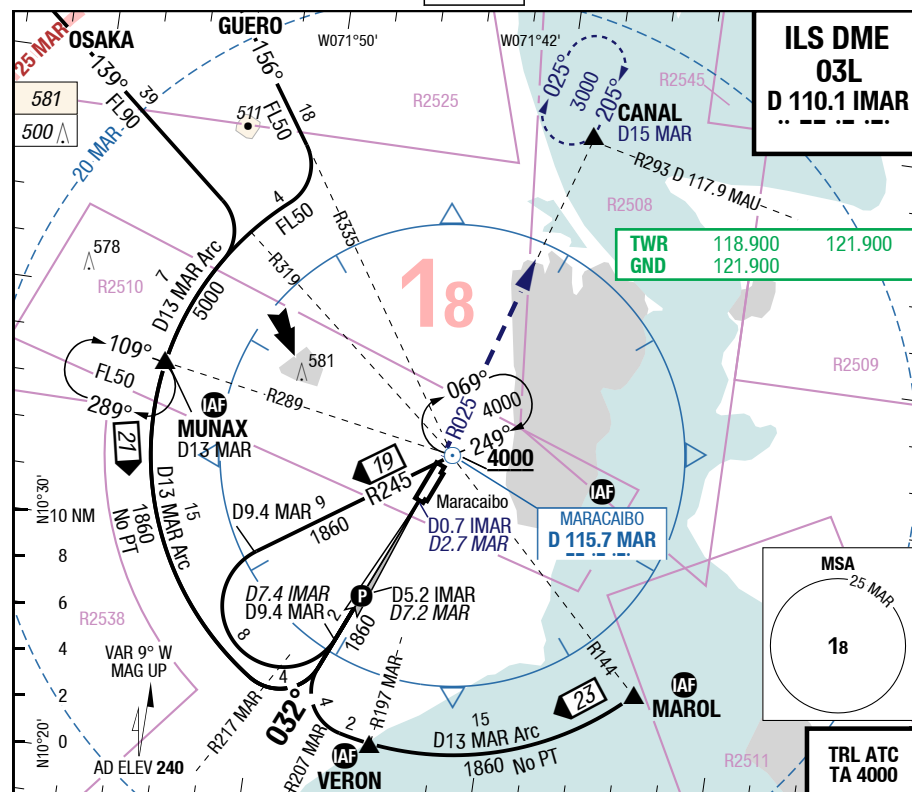 OSAKA
GUERO
25 MAR
139°
39
FL90
156°
18
FL50
W071°50'
W071°42'
ILS DME
03L
D 110.1 IMAR
581
500
511
R2525
R2545
025°
3000
205°
CANAL
D15 MAR
20 MAR
R293 D 117.9 MAU
4
FL50
R335
R319
R2508
TWR 118.900 121.900
GND 121.900
578
R2510
7
D13 MAR Arc
5000
18
581
R2509
109°
FL50
289°
R289
069°
4000
249°
R025
IAF
MUNAX
D13 MAR
4000
21
19
R245
N10°30'
10 NM
D9.4 MAR
9
1860
Maracaibo
IAF
MARACAIBO
D 115.7 MAR
D0.7 IMAR
D2.7 MAR
15
D13 MAR Arc
1860
No PT
8
6
4
2
0
MSA
25 MAR
18
D7.4 IMAR
D9.4 MAR
P
D5.2 IMAR
D7.2 MAR
2
1860
8
R2538
VAR 9° W
MAG UP
4
R217 MAR
032°
4
R197 MAR
R144
23
IAF
MAROL
2
15
D13 MAR Arc
1860 No PT
R207 MAR
IAF
VERON
N10°20'
AD ELEV 240
R2511
TRL ATC
TA 4000